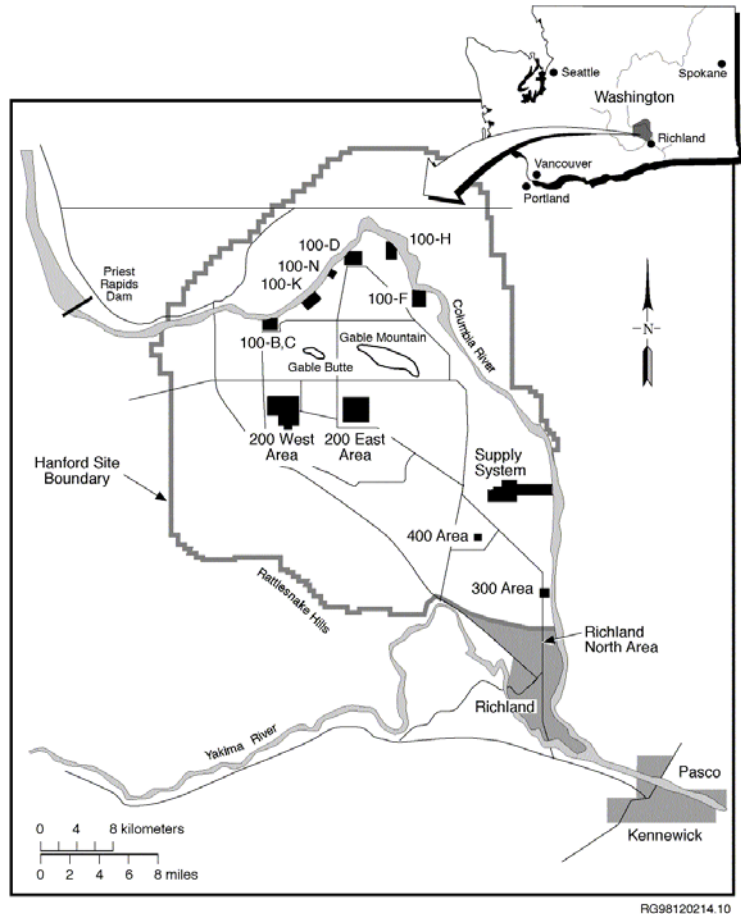 Seattle
Spokane
Washington
Richland
Vancouver
Portland
100-H
100-D
100-N
100-K
Priest
Rapids
Dam
100-F
Columbia River
100-B,C
Gable Mountain
Gable Butte
N
200 West
Area
200 East
Area
Supply
System
Hanford Site
Boundary
400 Area
300 Area
Rattlesnake Hills
Richland
North Area
Richland
Yakima River
Pasco
Kennewick
0 4 8 kilometers
0 2 4 6 8 miles
RG98120214.10